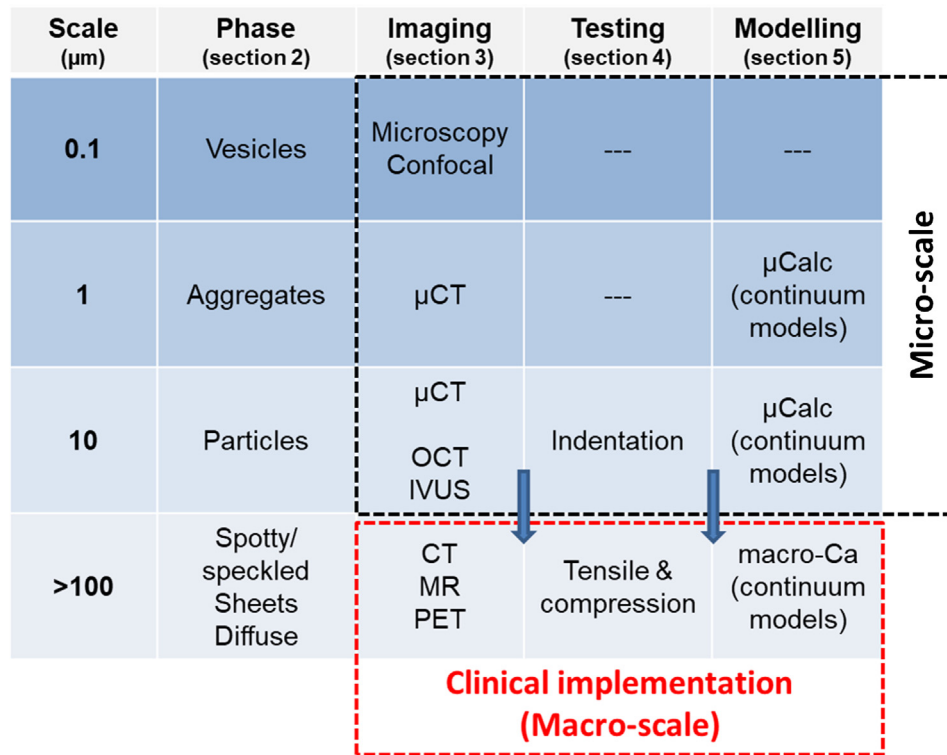 Scale
(µm)
Phase
(section 2)
Imaging
(section 3)
Testing
(section 4)
Modelling
(section 5)
0.1
Vesicles
Microscopy
Confocal
---
---
1
Aggregates
µCT
---
µCalc
(continuum
models)
10
Particles
µCT
OCT
IVUS
Indentation
µCalc
(continuum
models)
>100
Spotty/
speckled
Sheets
Diffuse
CT
MR
PET
Tensile &
compression
macro-Ca
(continuum
models)
Micro-scale
Clinical implementation
(Macro-scale)